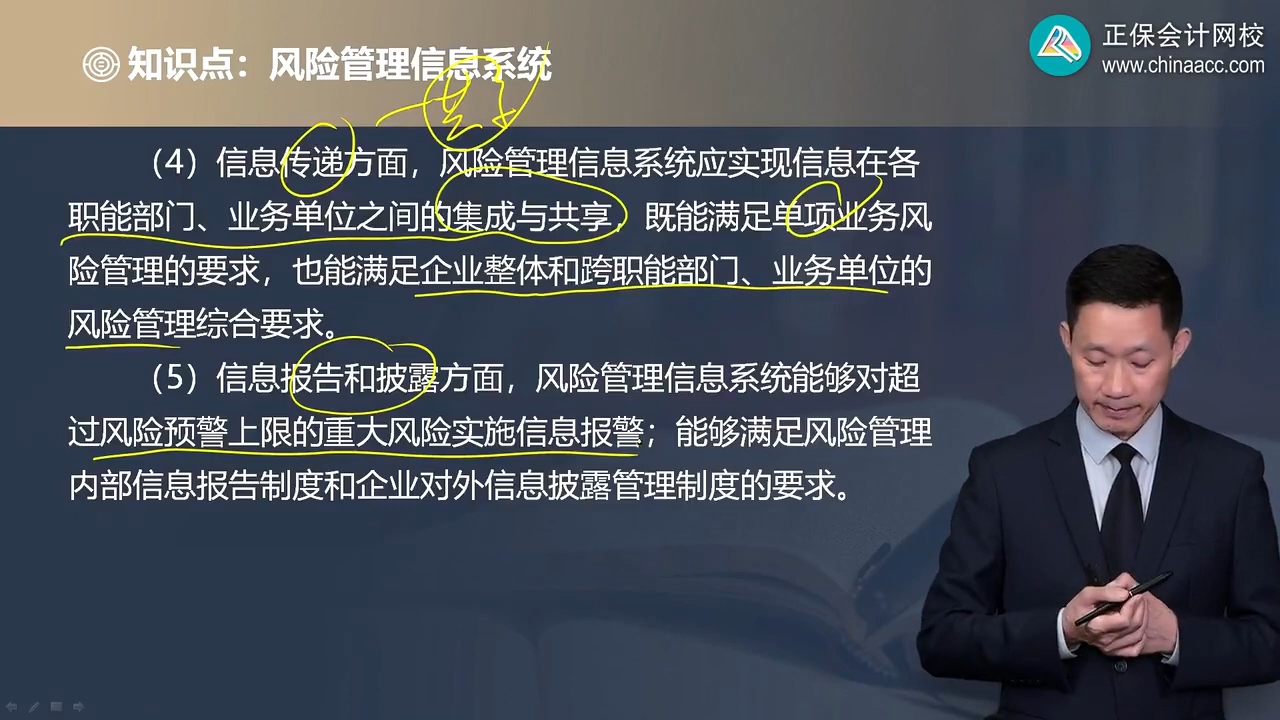 知识点：风险管理信息系统
正保会计网校
www.chinaacc.com
共享
（4）信息传递方面，风险管理信息系统应实现信息在各
职能部门、业务单位之间的集成与共享，既能满足单项业务风
险管理的要求，也能满足企业整体和跨职能部门、业务单位的
风险管理综合要求。
（5）信息报告和披露方面，风险管理信息系统能够对超
过风险预警上限的重大风险实施信息报警；能够满足风险管理
内部信息报告制度和企业对外信息披露管理制度的要求。